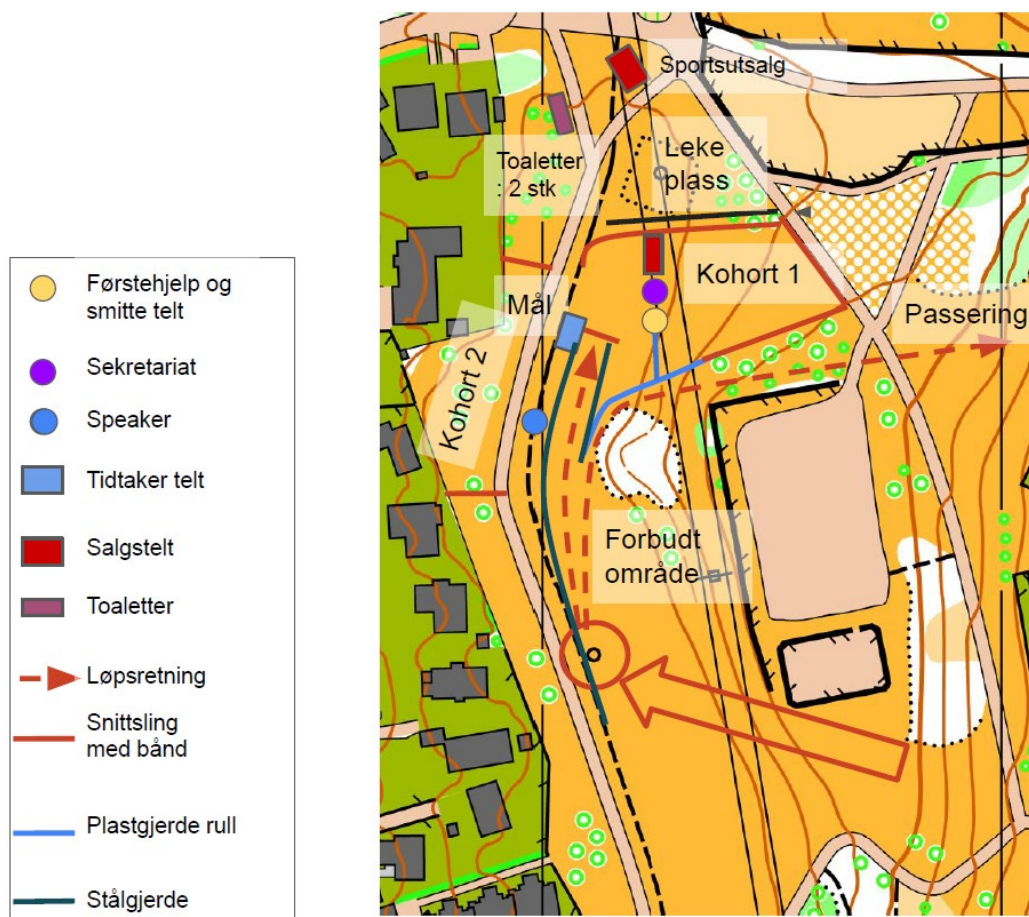 Førstehjelp og
smitte telt
Sekretariat
Speaker
Tidtaker telt
Salgstelt
Toaletter
Løpsretning
Snittsling
med bånd
Plastgjerde rull
Stålgjerde
Sportsutsalg
Toaletter
: 2 stk
Leke
plass
Kohort 1
Mål
Passering
Kohort 2
Forbudt
område